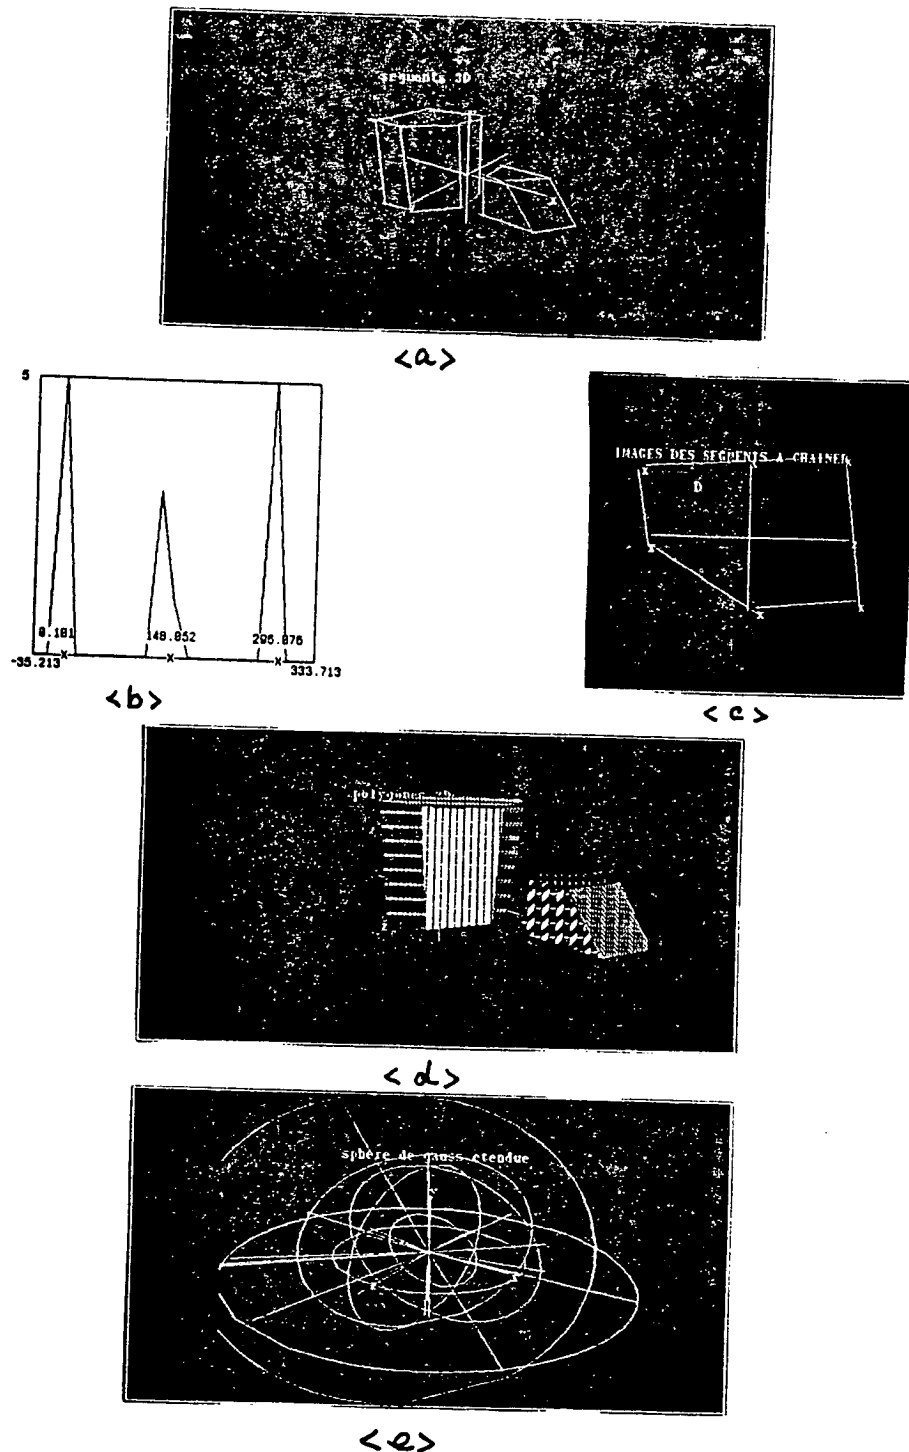 segments 3D
<a>
5
0.181 148.852 295.876
-35.213 333.713
<b>
IMAGES DES SEGMENTS A CHAINER
D
<c>
polygones 3D
<d>
sphère de gauss etendue
<e>